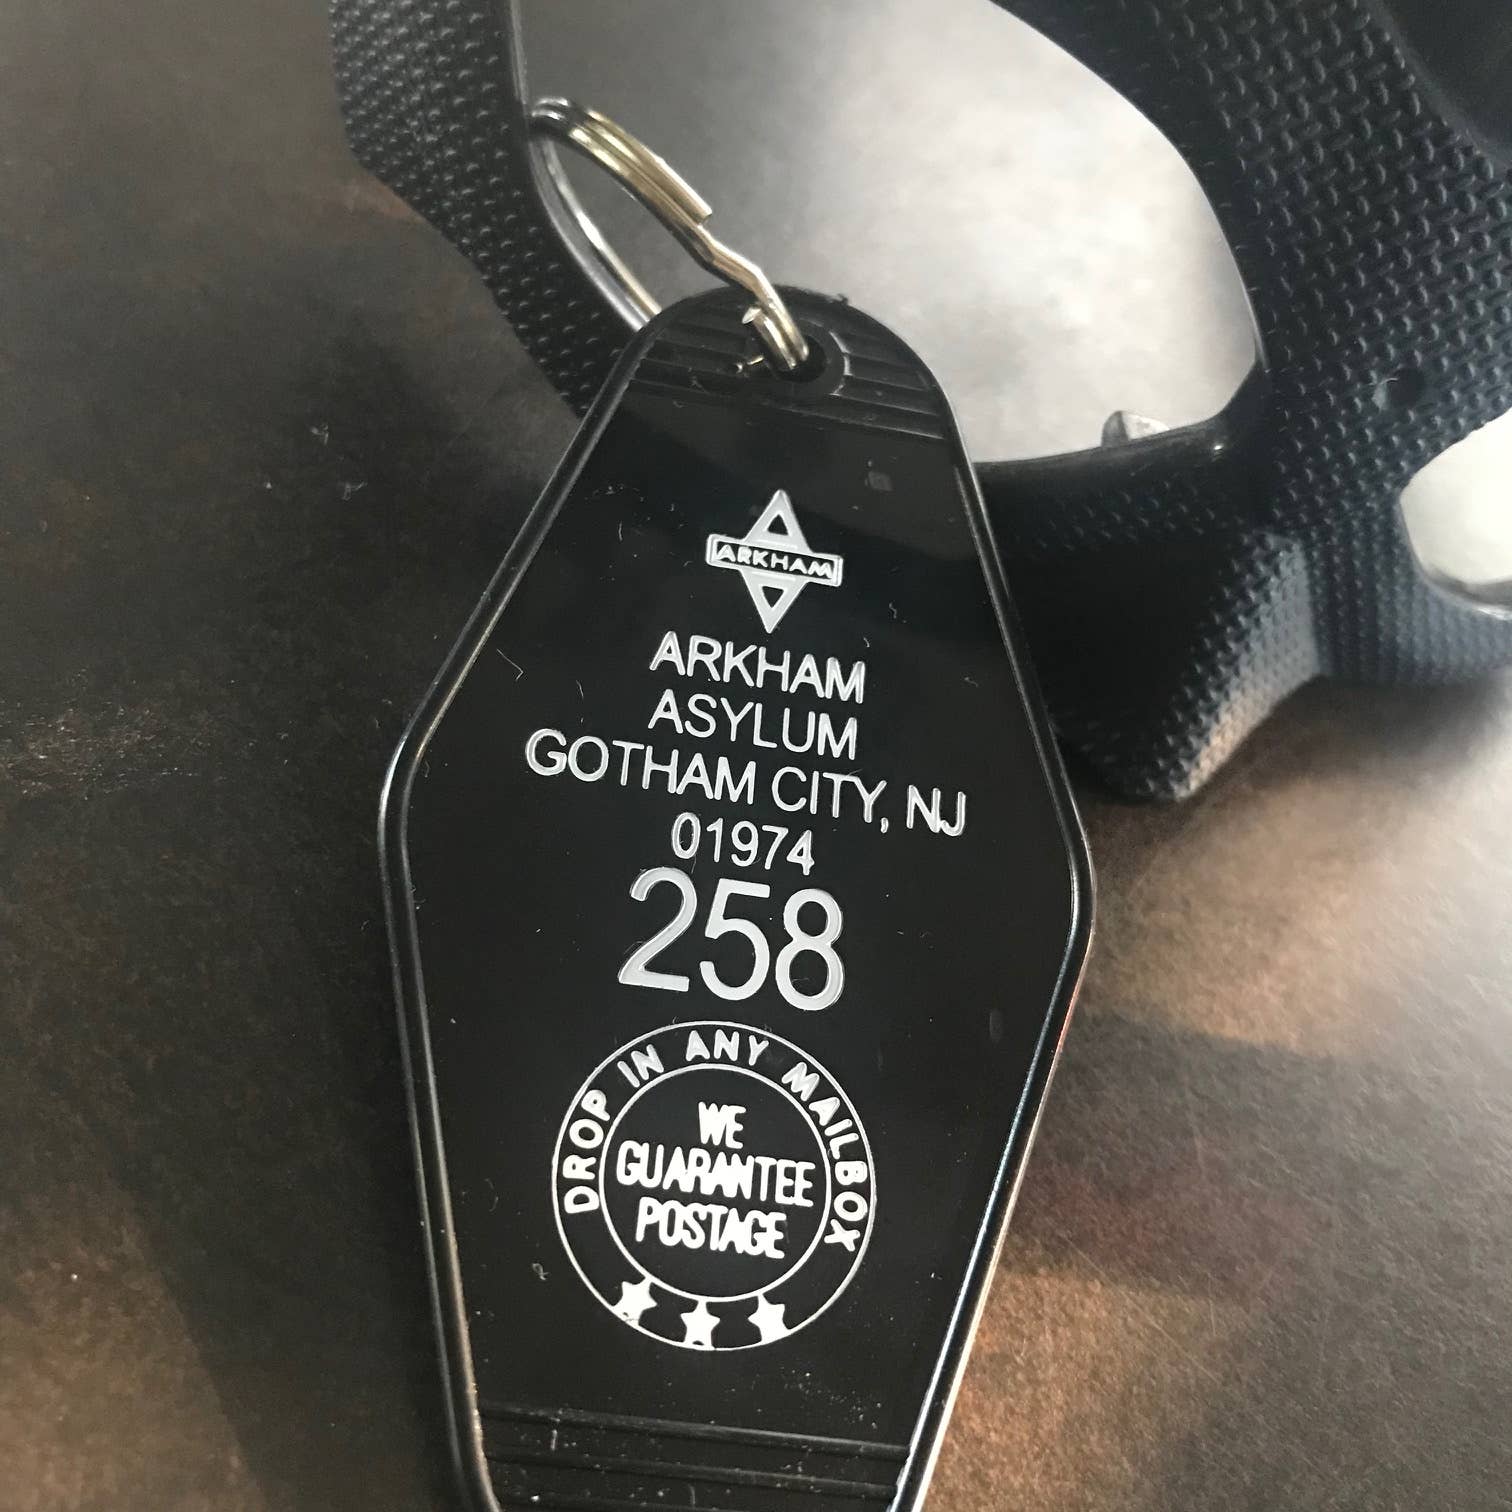 ARKHAM
ARKHAM
ASYLUM
GOTHAM CITY, NJ
01974
258
DROP IN ANY MAILBOX
WE
GUARANTEE
POSTAGE